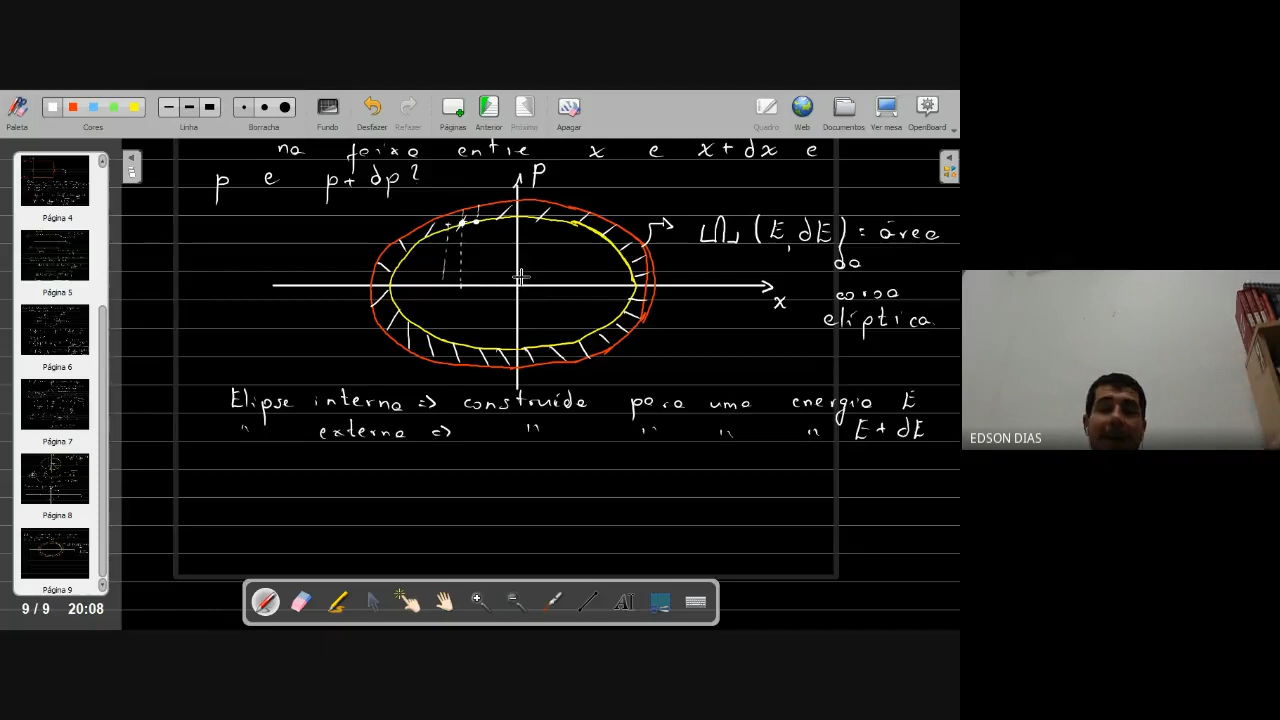 Paleta
Cores
Linha
Borracha
Fundo
Desfazer
Refazer
Páginas
Anterior
Próximo
Apagar
Quadro
Web
Documentos
Ver mesa
OpenBoard
Página 4
Página 5
Página 6
Página 7
Página 8
Página 9
9 / 9 20:08
na faixa entre x e x+dx e
p e p+dp?
P
x
(E, dE) = área
da
coroa
elíptica.
Elipse interna => construída para uma energia E
" externa => " " " " E + dE
EDSON DIAS